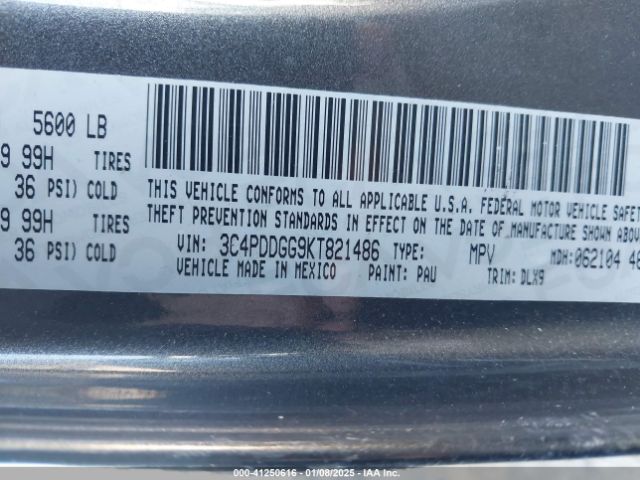 5600 LB
9 99H TIRES
36 PSI) COLD
9 99H TIRES
36 PSI) COLD
THIS VEHICLE CONFORMS TO ALL APPLICABLE U.S.A. FEDERAL MOTOR VEHICLE SAFET
THEFT PREVENTION STANDARDS IN EFFECT ON THE DATE OF MANUFACTURE SHOWN ABOVE
VIN: 3C4PDDGG9KT821486 TYPE: MPV MDH:062104 
VEHICLE MADE IN MEXICO PAINT: PAU TRIM: DLX9
000-41250616 - 01/08/2025 - IAA Inc.